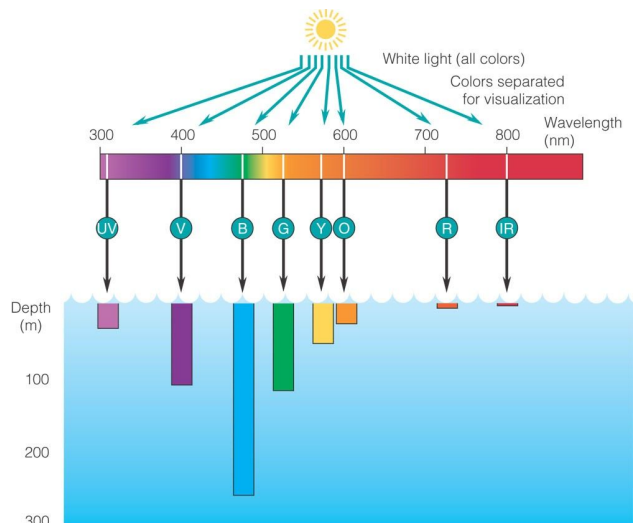 White light (all colors)
Colors separated
for visualization
Wavelength
(nm)
300 400 500 600 700 800
UV V B G Y O R IR
Depth
(m)
100
200
300